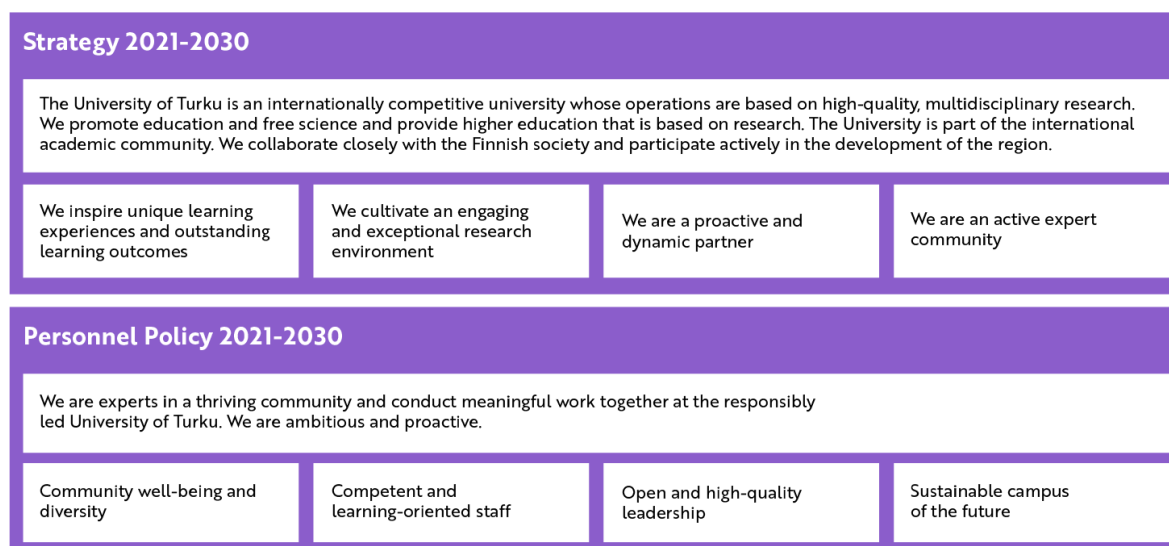 Strategy 2021-2030
The University of Turku is an internationally competitive university whose operations are based on high-quality, multidisciplinary research.
We promote education and free science and provide higher education that is based on research. The University is part of the international
academic community. We collaborate closely with the Finnish society and participate actively in the development of the region.
We inspire unique learning
experiences and outstanding
learning outcomes
We cultivate an engaging
and exceptional research
environment
We are a proactive and
dynamic partner
We are an active expert
community
Personnel Policy 2021-2030
We are experts in a thriving community and conduct meaningful work together at the responsibly
led University of Turku. We are ambitious and proactive.
Community well-being and
diversity
Competent and
learning-oriented staff
Open and high-quality
leadership
Sustainable campus
of the future